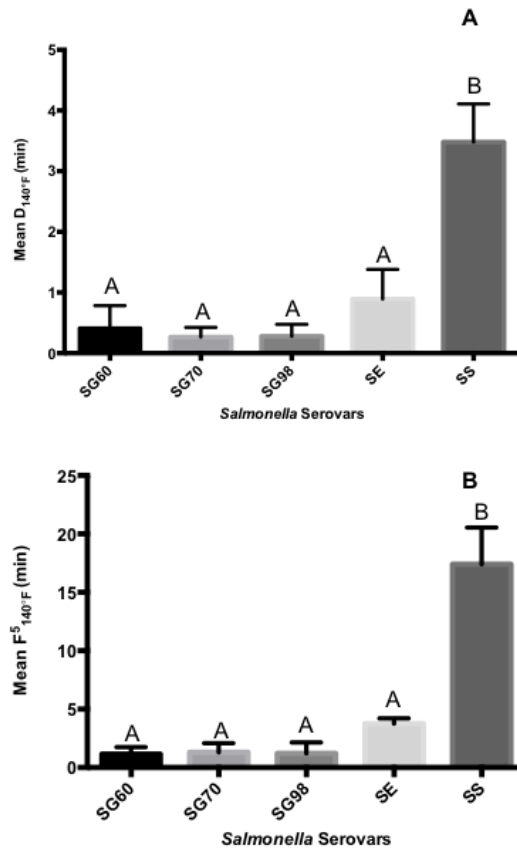 A
5
4
3
2
1
0
Mean D140°F (min)
A
A
A
A
B
SG60
SG70
SG98
SE
SS
Salmonella Serovars
B
25
20
15
10
5
0
Mean F⁵140°F (min)
A
A
A
A
B
SG60
SG70
SG98
SE
SS
Salmonella Serovars